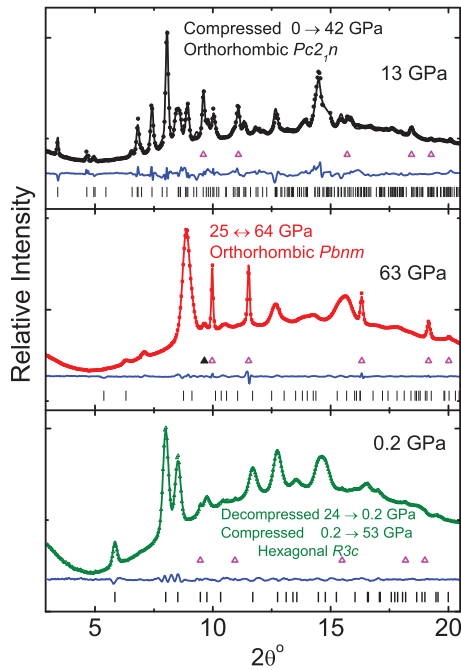 Compressed 0 → 42 GPa
Orthorhombic Pc2₁n
13 GPa
25 ↔ 64 GPa
Orthorhombic Pbnm
63 GPa
Relative Intensity
0.2 GPa
Decompressed 24 → 0.2 GPa
Compressed 0.2 → 53 GPa
Hexagonal R3c
5 10 15 20
2θ°